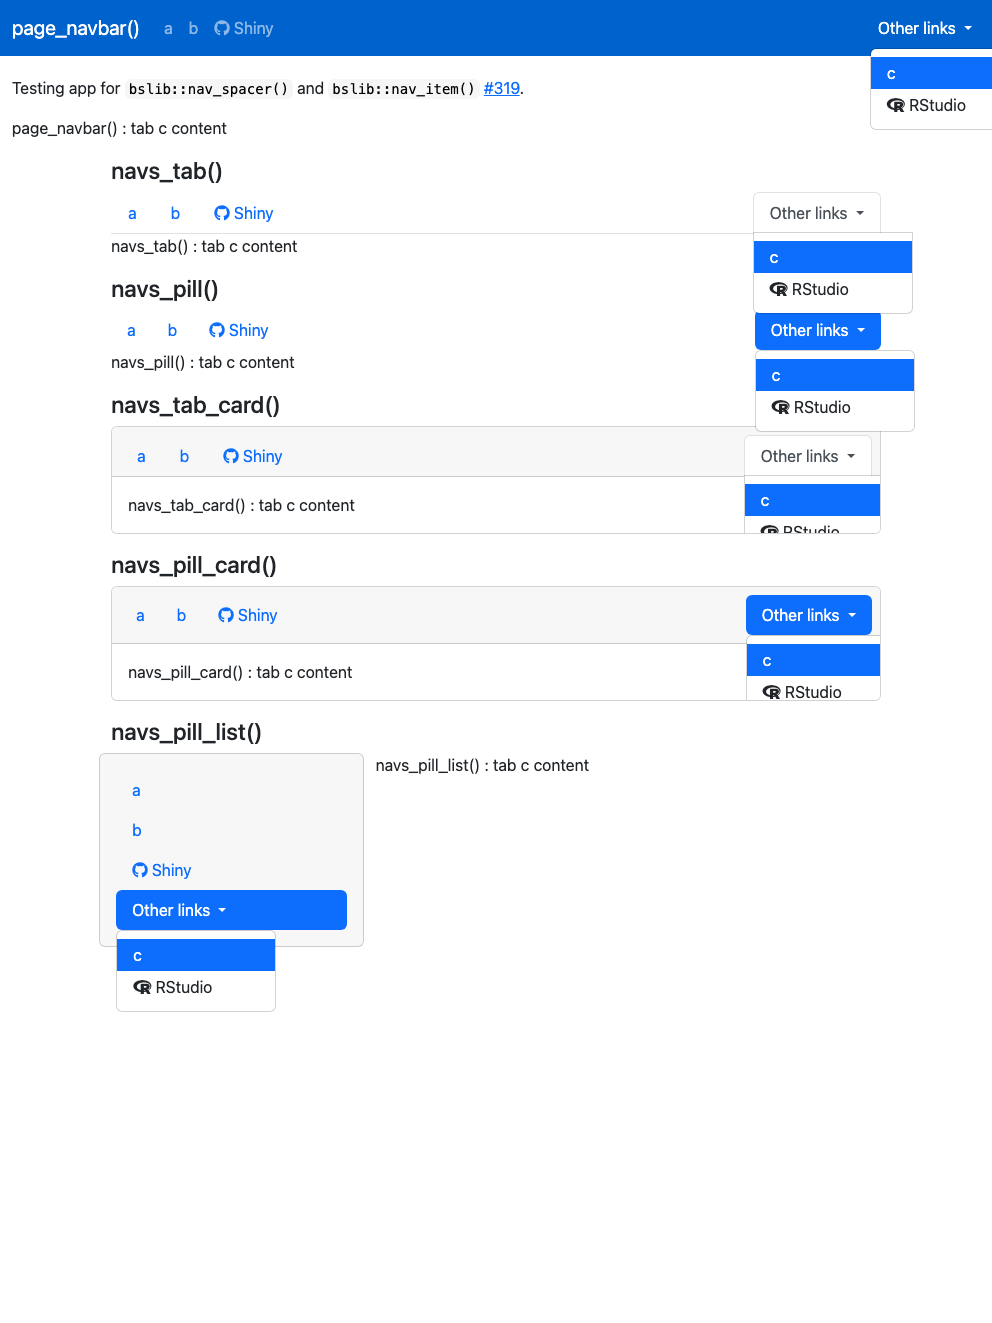 page_navbar() a b Shiny Other links
c
RStudio
Testing app for bslib::nav_spacer() and bslib::nav_item() #319.
page_navbar() : tab c content
navs_tab()
a b Shiny Other links
navs_tab() : tab c content
c
RStudio
navs_pill()
a b Shiny Other links
navs_pill() : tab c content
c
RStudio
navs_tab_card()
a b Shiny Other links
navs_tab_card() : tab c content
c
RStudio
navs_pill_card()
a b Shiny Other links
navs_pill_card() : tab c content
c
RStudio
navs_pill_list()
navs_pill_list() : tab c content
a
b
Shiny
Other links
c
RStudio